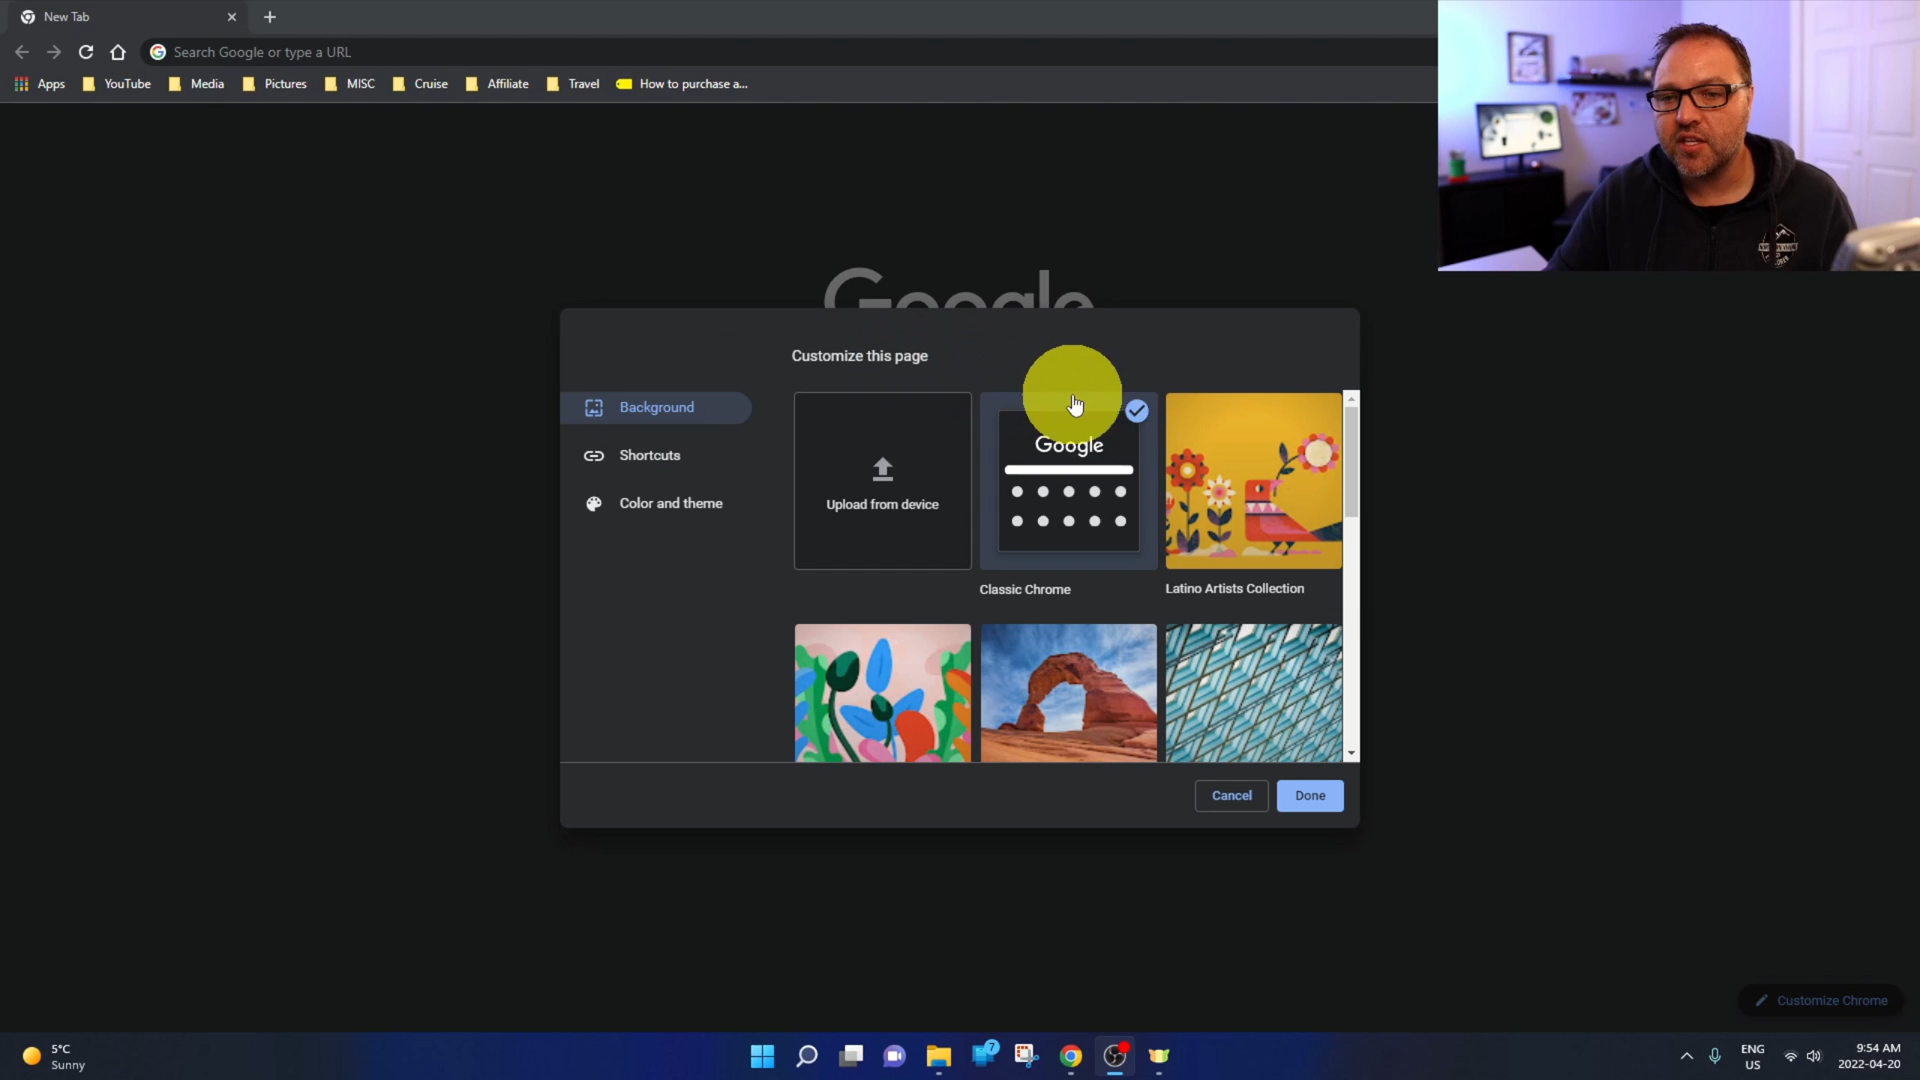 New Tab
Search Google or type a URL
Apps
YouTube
Media
Pictures
MISC
Cruise
Affiliate
Travel
How to purchase a...
Google
Customize this page
Background
Shortcuts
Color and theme
Upload from device
Google
Classic Chrome
Latino Artists Collection
Cancel
Done
Customize Chrome
5°C
Sunny
7
ENG
US
9:54 AM
2022-04-20